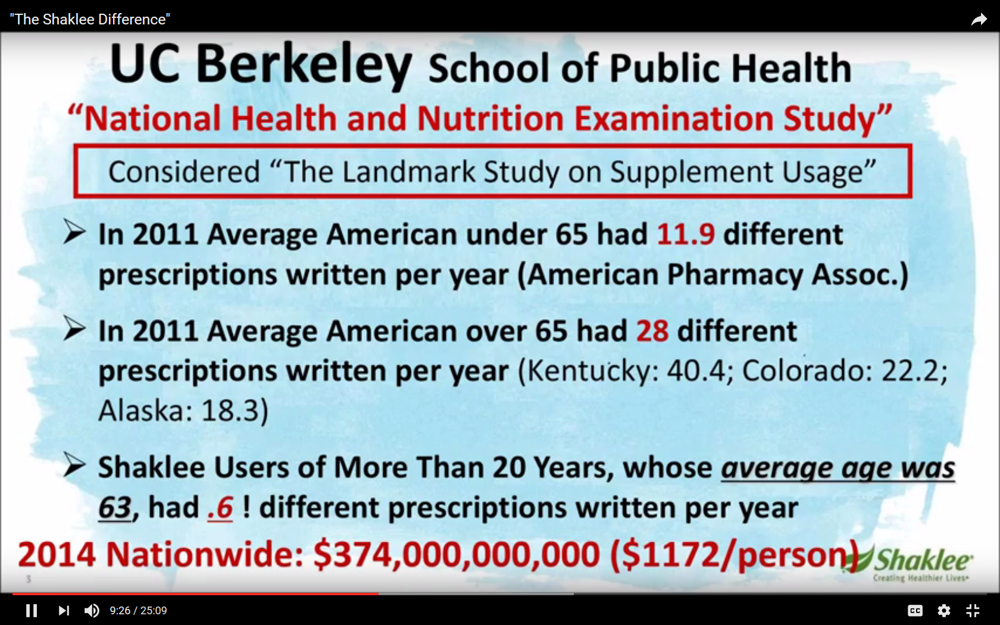 "The Shaklee Difference"
UC Berkeley School of Public Health
“National Health and Nutrition Examination Study”
Considered “The Landmark Study on Supplement Usage”
➢ In 2011 Average American under 65 had 11.9 different
prescriptions written per year (American Pharmacy Assoc.)
➢ In 2011 Average American over 65 had 28 different
prescriptions written per year (Kentucky: 40.4; Colorado: 22.2;
Alaska: 18.3)
➢ Shaklee Users of More Than 20 Years, whose average age was
63, had .6 ! different prescriptions written per year
2014 Nationwide: $374,000,000,000 ($1172/person)
Shaklee
Creating Healthier Lives
3
9:26 / 25:09
CC